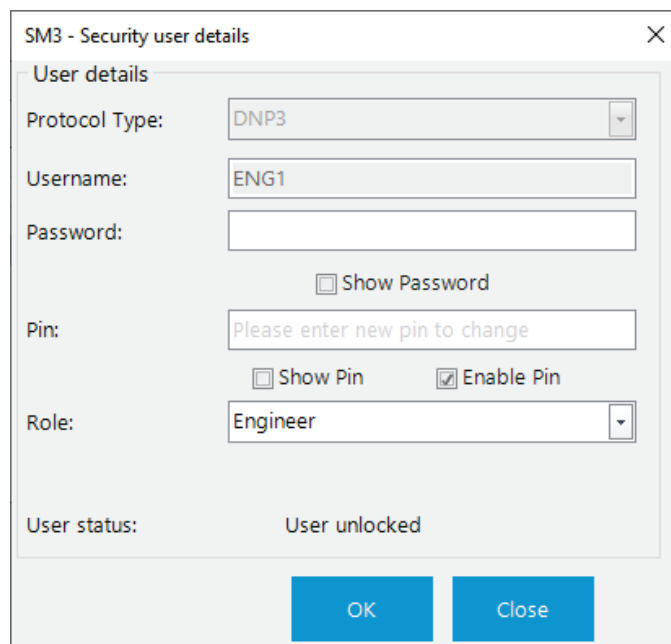 SM3 - Security user details
User details
Protocol Type: DNP3
Username: ENG1
Password:
Show Password
Pin: Please enter new pin to change
Show Pin Enable Pin
Role: Engineer
User status: User unlocked
OK Close